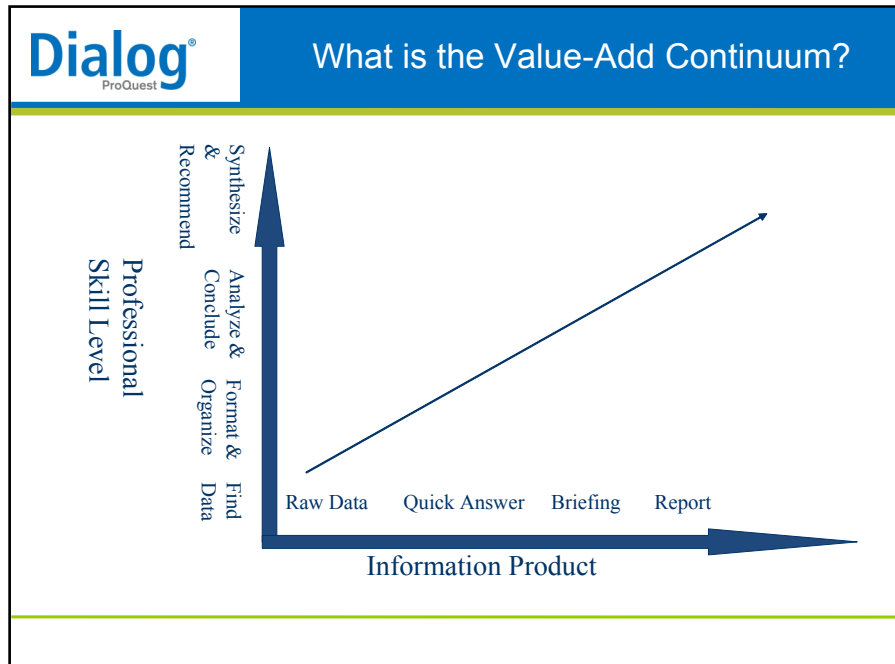 Dialog®
ProQuest
What is the Value-Add Continuum?
Synthesize
&
Recommend
Analyze &
Conclude
Format &
Organize
Find
Data
Professional
Skill Level
Raw Data Quick Answer Briefing Report
Information Product